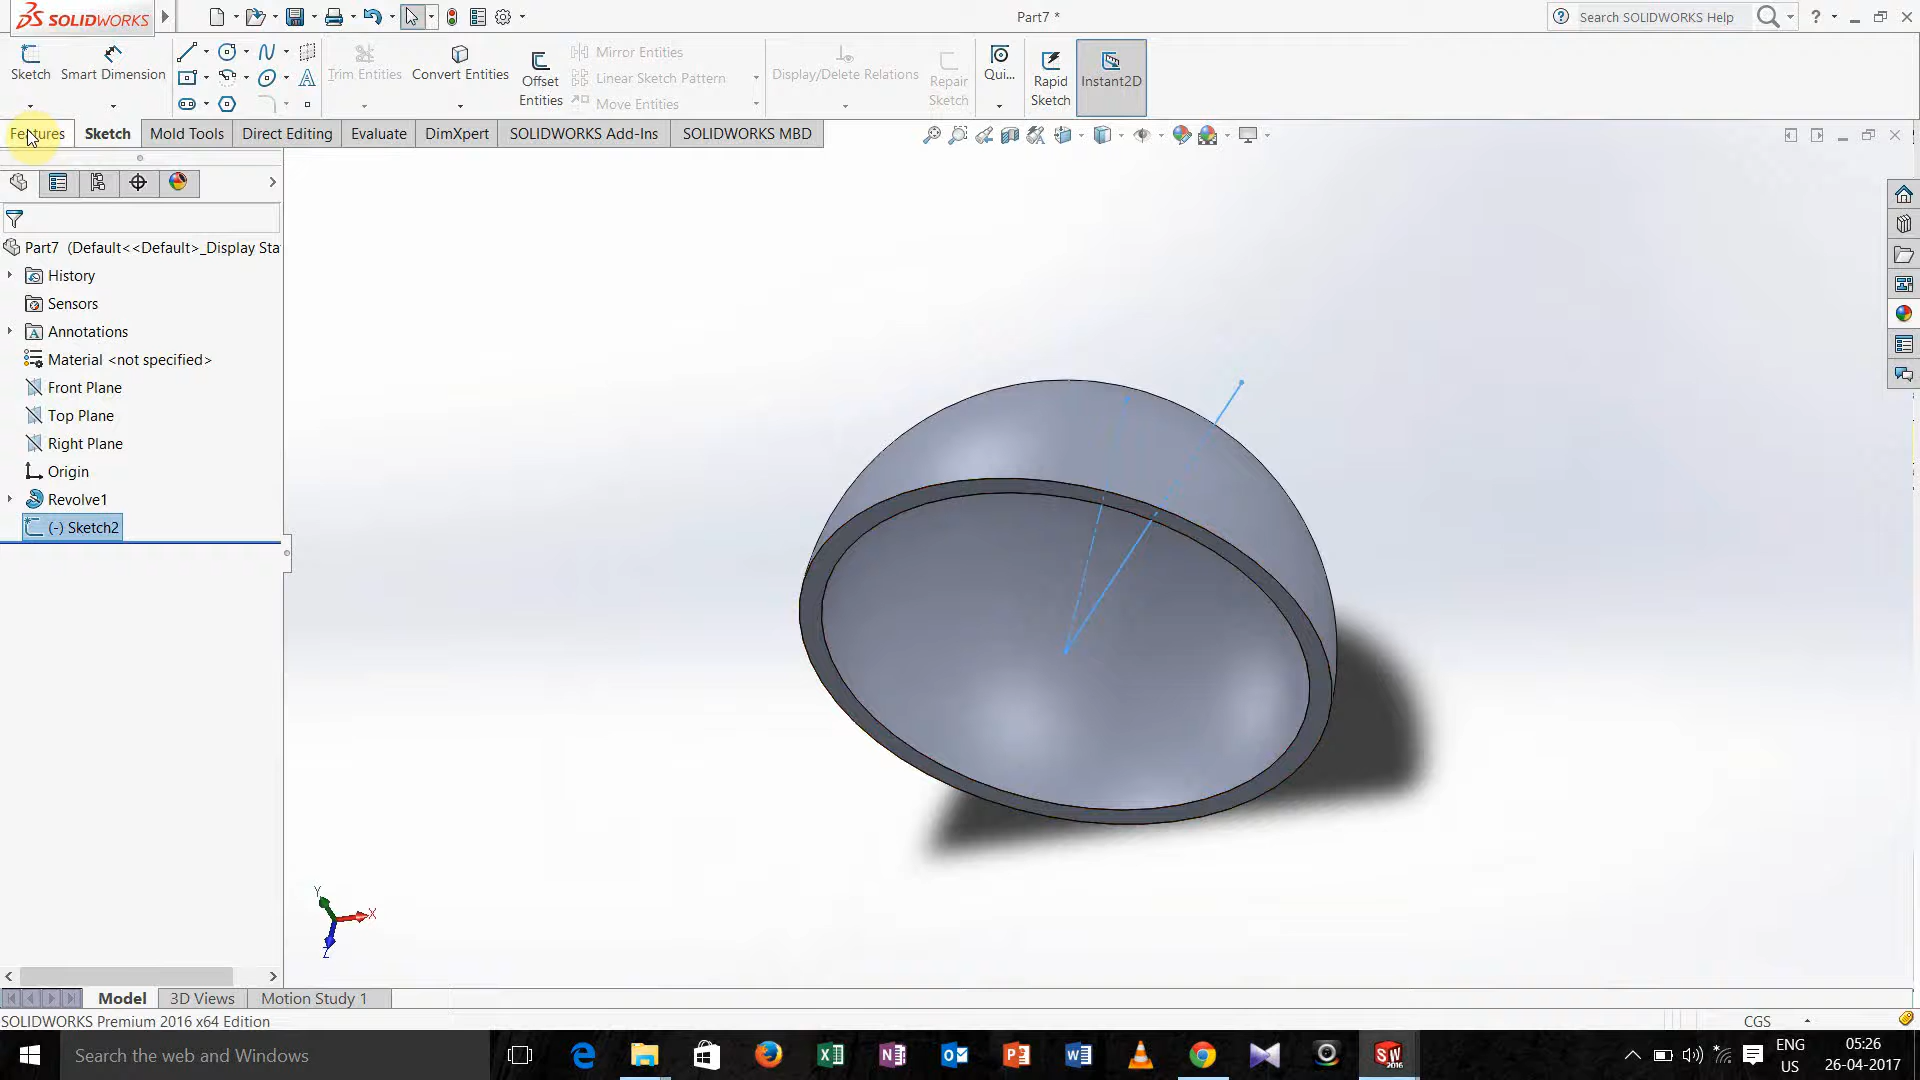 SOLIDWORKS
Part7 *
Search SOLIDWORKS Help
Sketch
Smart Dimension
Trim Entities
Convert Entities
Offset
Entities
Mirror Entities
Linear Sketch Pattern
Move Entities
Display/Delete Relations
Repair
Sketch
Qui...
Rapid
Sketch
Instant2D
Features
Sketch
Mold Tools
Direct Editing
Evaluate
DimXpert
SOLIDWORKS Add-Ins
SOLIDWORKS MBD
Part7 (Default<<Default>_Display Sta
History
Sensors
Annotations
Material <not specified>
Front Plane
Top Plane
Right Plane
Origin
Revolve1
(-) Sketch2
Y
X
Z
Model
3D Views
Motion Study 1
SOLIDWORKS Premium 2016 x64 Edition
CGS
Search the web and Windows
ENG
US
05:26
26-04-2017